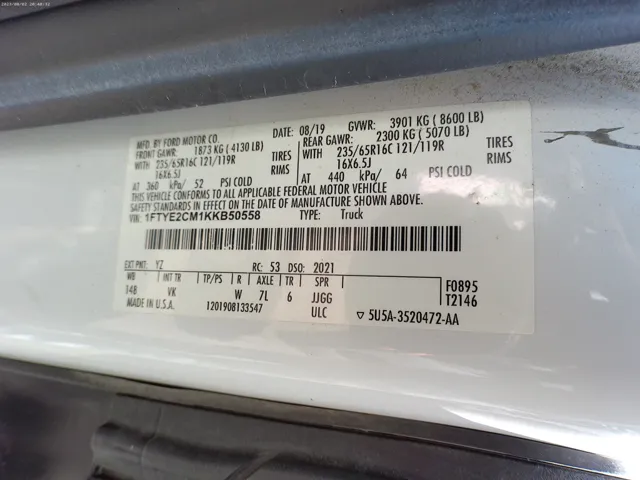 MFD. BY FORD MOTOR CO.
DATE: 08/19 GVWR: 3901 KG ( 8600 LB)
FRONT GAWR: 1873 KG ( 4130 LB)
REAR GAWR: 2300 KG ( 5070 LB)
WITH 235/65R16C 121/119R TIRES
WITH 235/65R16C 121/119R TIRES
16X6.5J RIMS
16X6.5J RIMS
AT 360 kPa/ 52 PSI COLD
AT 440 kPa/ 64 PSI COLD
THIS VEHICLE CONFORMS TO ALL APPLICABLE FEDERAL MOTOR VEHICLE
SAFETY STANDARDS IN EFFECT ON THE DATE OF MANUFACTURE SHOWN ABOVE.
VIN: 1FTYE2CM1KKB50558 TYPE: Truck
EXT PNT: YZ RC: 53 DSO: 2021
WB INT TR TP/PS R AXLE TR SPR F0895
148 VK W 7L 6 JJGG T2146
MADE IN U.S.A. 1201908133547 ULC ▽ 5U5A-3520472-AA